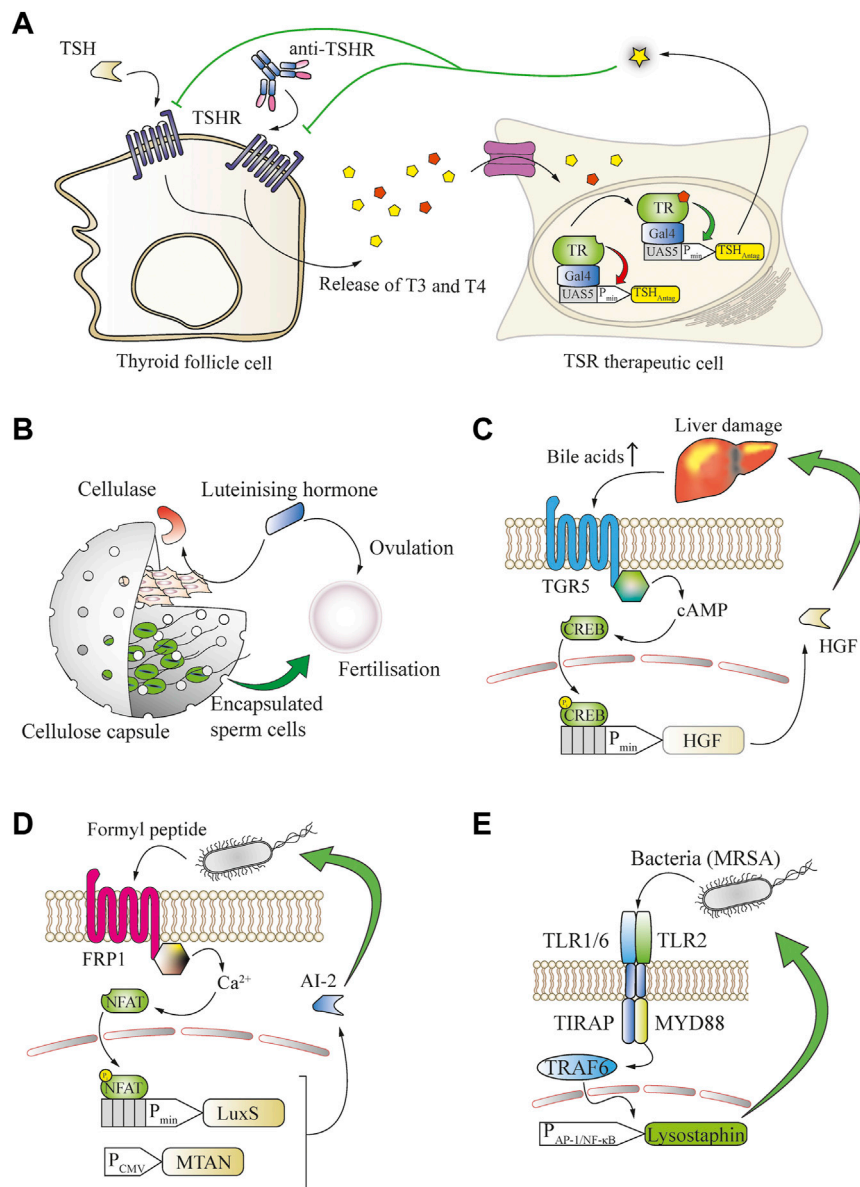 A
TSH
anti-TSHR
TSHR
TR
Gal4
UAS5
Pmin
TSHAntag
TR
Gal4
UAS5
Pmin
TSHAntag
Release of T3 and T4
Thyroid follicle cell
TSR therapeutic cell
B
Cellulase
Luteinising hormone
Ovulation
Fertilisation
Encapsulated
sperm cells
Cellulose capsule
C
Liver damage
Bile acids
TGR5
cAMP
CREB
HGF
P
CREB
Pmin
HGF
D
Formyl peptide
FRP1
Ca2+
AI-2
NFAT
P
NFAT
Pmin
LuxS
PCMV
MTAN
E
Bacteria (MRSA)
TLR1/6
TLR2
TIRAP
MYD88
TRAF6
PAP-1/NF-κB
Lysostaphin